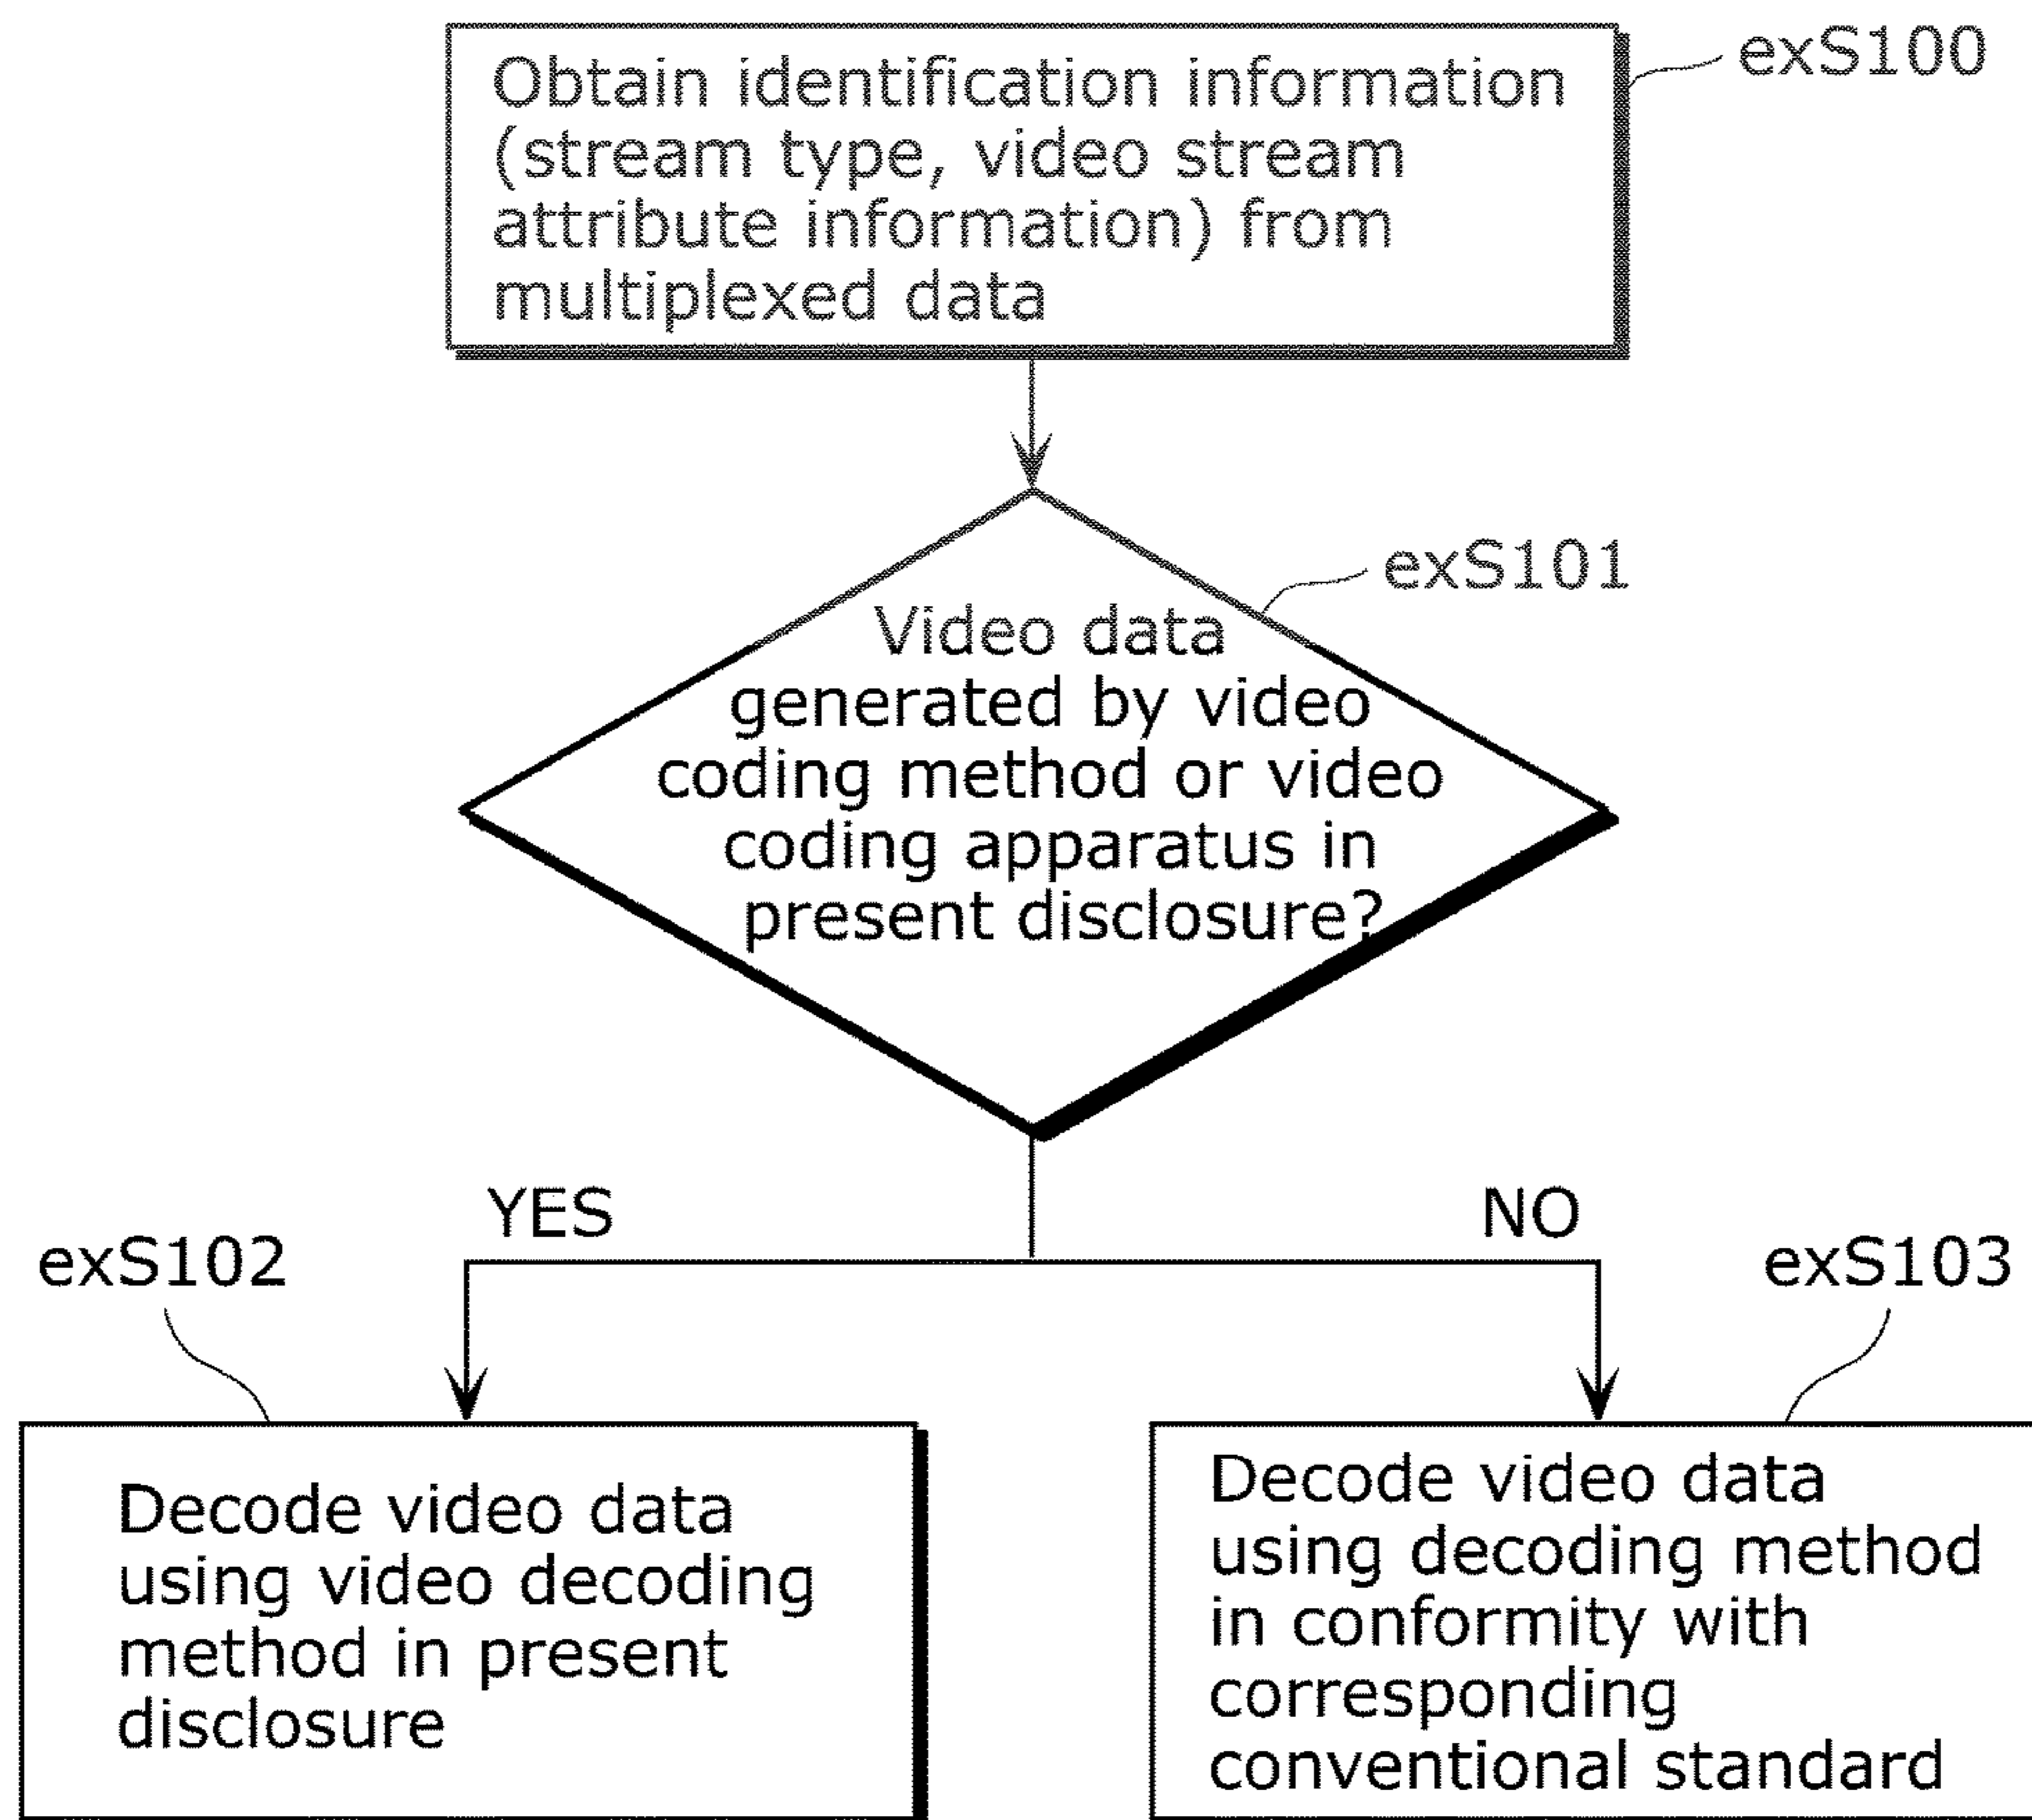 Obtain identification information
(stream type, video stream
attribute information) from
multiplexed data
exS100
exS101
Video data
generated by video
coding method or video
coding apparatus in
present disclosure?
YES
NO
exS102
exS103
Decode video data
using video decoding
method in present
disclosure
Decode video data
using decoding method
in conformity with
corresponding
conventional standard